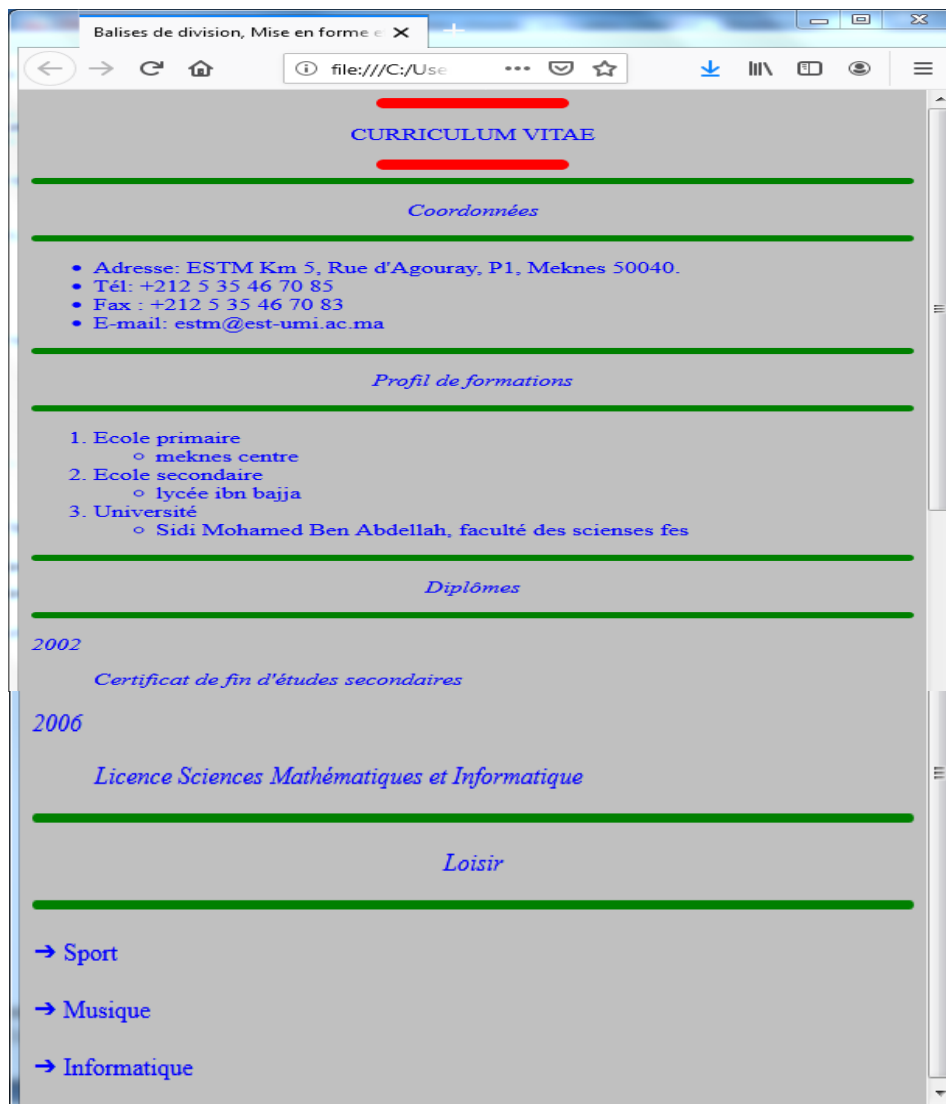 Balises de division, Mise en forme e
file:///C:/Use
CURRICULUM VITAE
Coordonnées
• Adresse: ESTM Km 5, Rue d'Agouray, P1, Meknes 50040.
• Tél: +212 5 35 46 70 85
• Fax : +212 5 35 46 70 83
• E-mail: estm@est-umi.ac.ma
Profil de formations
1. Ecole primaire
○ meknes centre
2. Ecole secondaire
○ lycée ibn bajja
3. Université
○ Sidi Mohamed Ben Abdellah, faculté des scienses fes
Diplômes
2002
Certificat de fin d'études secondaires
2006
Licence Sciences Mathématiques et Informatique
Loisir
➔ Sport
➔ Musique
➔ Informatique